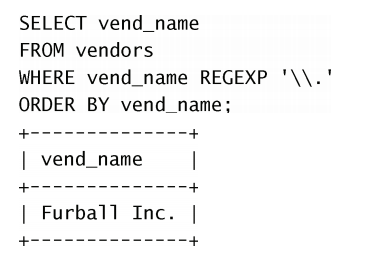 SELECT vend_name
FROM vendors
WHERE vend_name REGEXP '\\.'
ORDER BY vend_name;
+--------------+
| vend_name    |
+--------------+
| Furball Inc. |
+--------------+